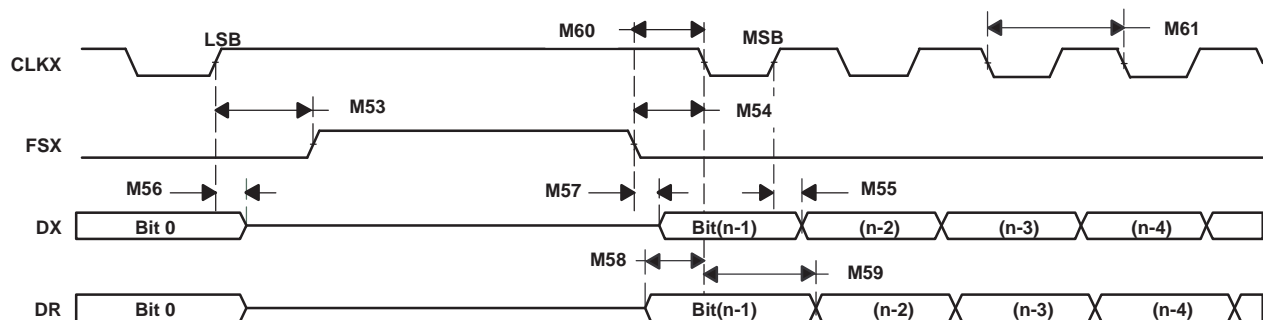 M60
LSB
MSB
M61
CLKX
M53
M54
FSX
M56
M57
M55
DX
Bit 0
Bit(n-1)
(n-2)
(n-3)
(n-4)
M58
M59
DR
Bit 0
Bit(n-1)
(n-2)
(n-3)
(n-4)